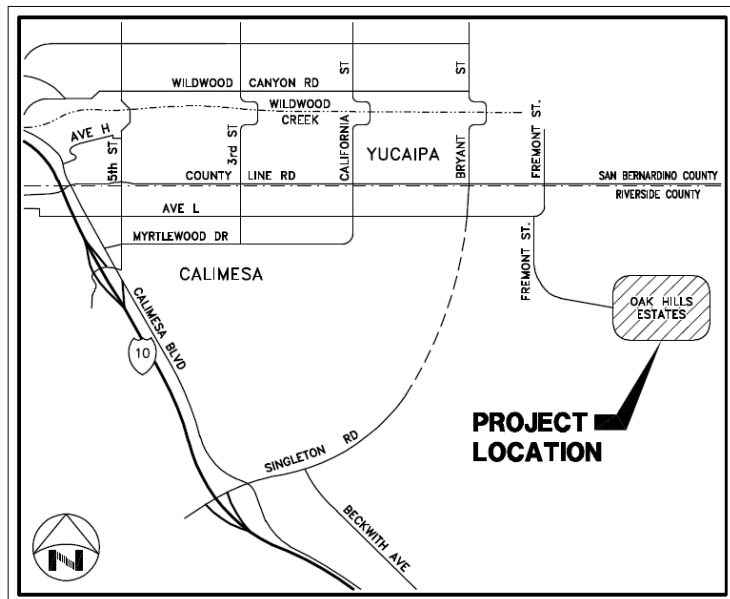 WILDWOOD CANYON RD
ST
ST
WILDWOOD
CREEK
AVE H
5th ST
3rd ST
CALIFORNIA
YUCAIPA
BRYANT
FREMONT ST.
COUNTY LINE RD
SAN BERNARDINO COUNTY
RIVERSIDE COUNTY
AVE L
MYRTLEWOOD DR
CALIMESA
FREMONT ST.
OAK HILLS
ESTATES
CALIMESA BLVD
10
PROJECT
LOCATION
SINGLETON RD
BECKWITH AVE
N